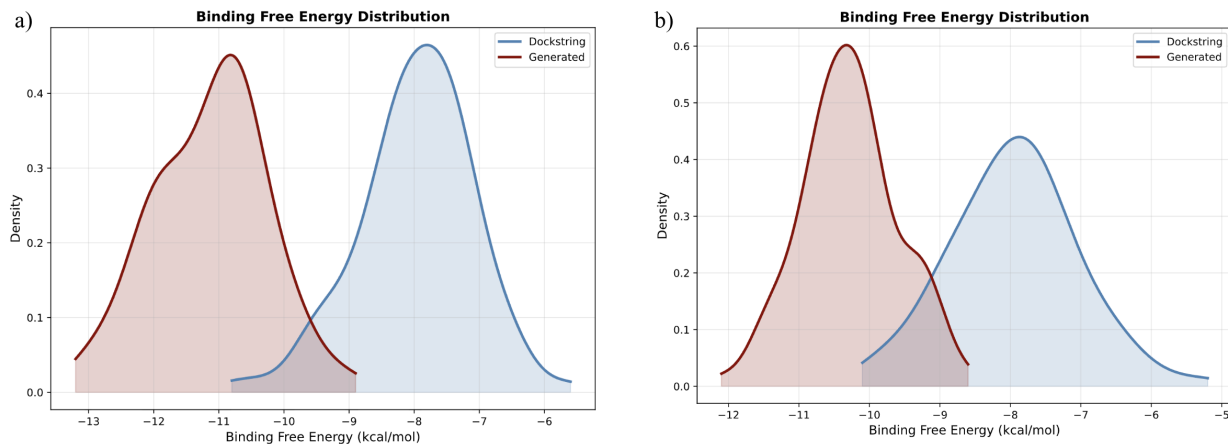 a)
Binding Free Energy Distribution
Dockstring
Generated
Density
0.4
0.3
0.2
0.1
0.0
−13 −12 −11 −10 −9 −8 −7 −6
Binding Free Energy (kcal/mol)
b)
Binding Free Energy Distribution
Dockstring
Generated
Density
0.6
0.5
0.4
0.3
0.2
0.1
0.0
−12 −11 −10 −9 −8 −7 −6 −5
Binding Free Energy (kcal/mol)